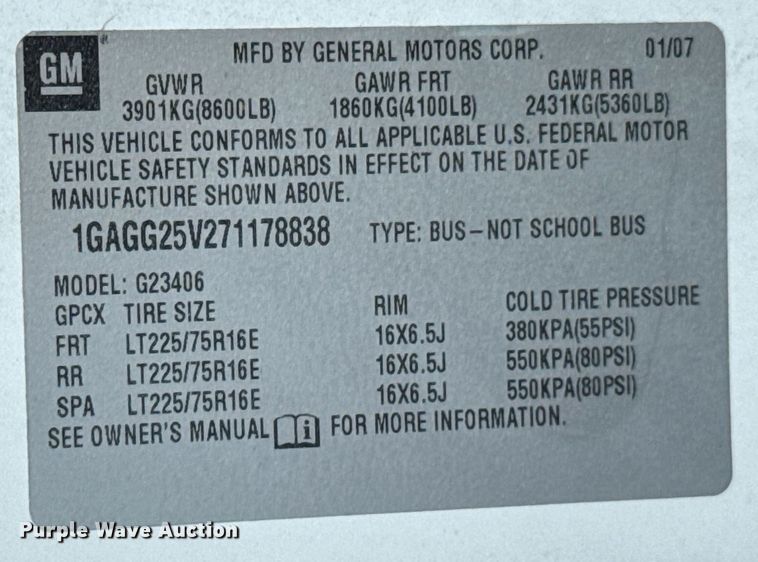 GM MFD BY GENERAL MOTORS CORP. 01/07
GVWR GAWR FRT GAWR RR
3901KG(8600LB) 1860KG(4100LB) 2431KG(5360LB)
THIS VEHICLE CONFORMS TO ALL APPLICABLE U.S. FEDERAL MOTOR
VEHICLE SAFETY STANDARDS IN EFFECT ON THE DATE OF
MANUFACTURE SHOWN ABOVE.
1GAGG25V271178838 TYPE: BUS-NOT SCHOOL BUS
MODEL: G23406
GPCX TIRE SIZE RIM COLD TIRE PRESSURE
FRT LT225/75R16E 16X6.5J 380KPA(55PSI)
RR LT225/75R16E 16X6.5J 550KPA(80PSI)
SPA LT225/75R16E 16X6.5J 550KPA(80PSI)
SEE OWNER'S MANUAL i FOR MORE INFORMATION.
Purple Wave Auction